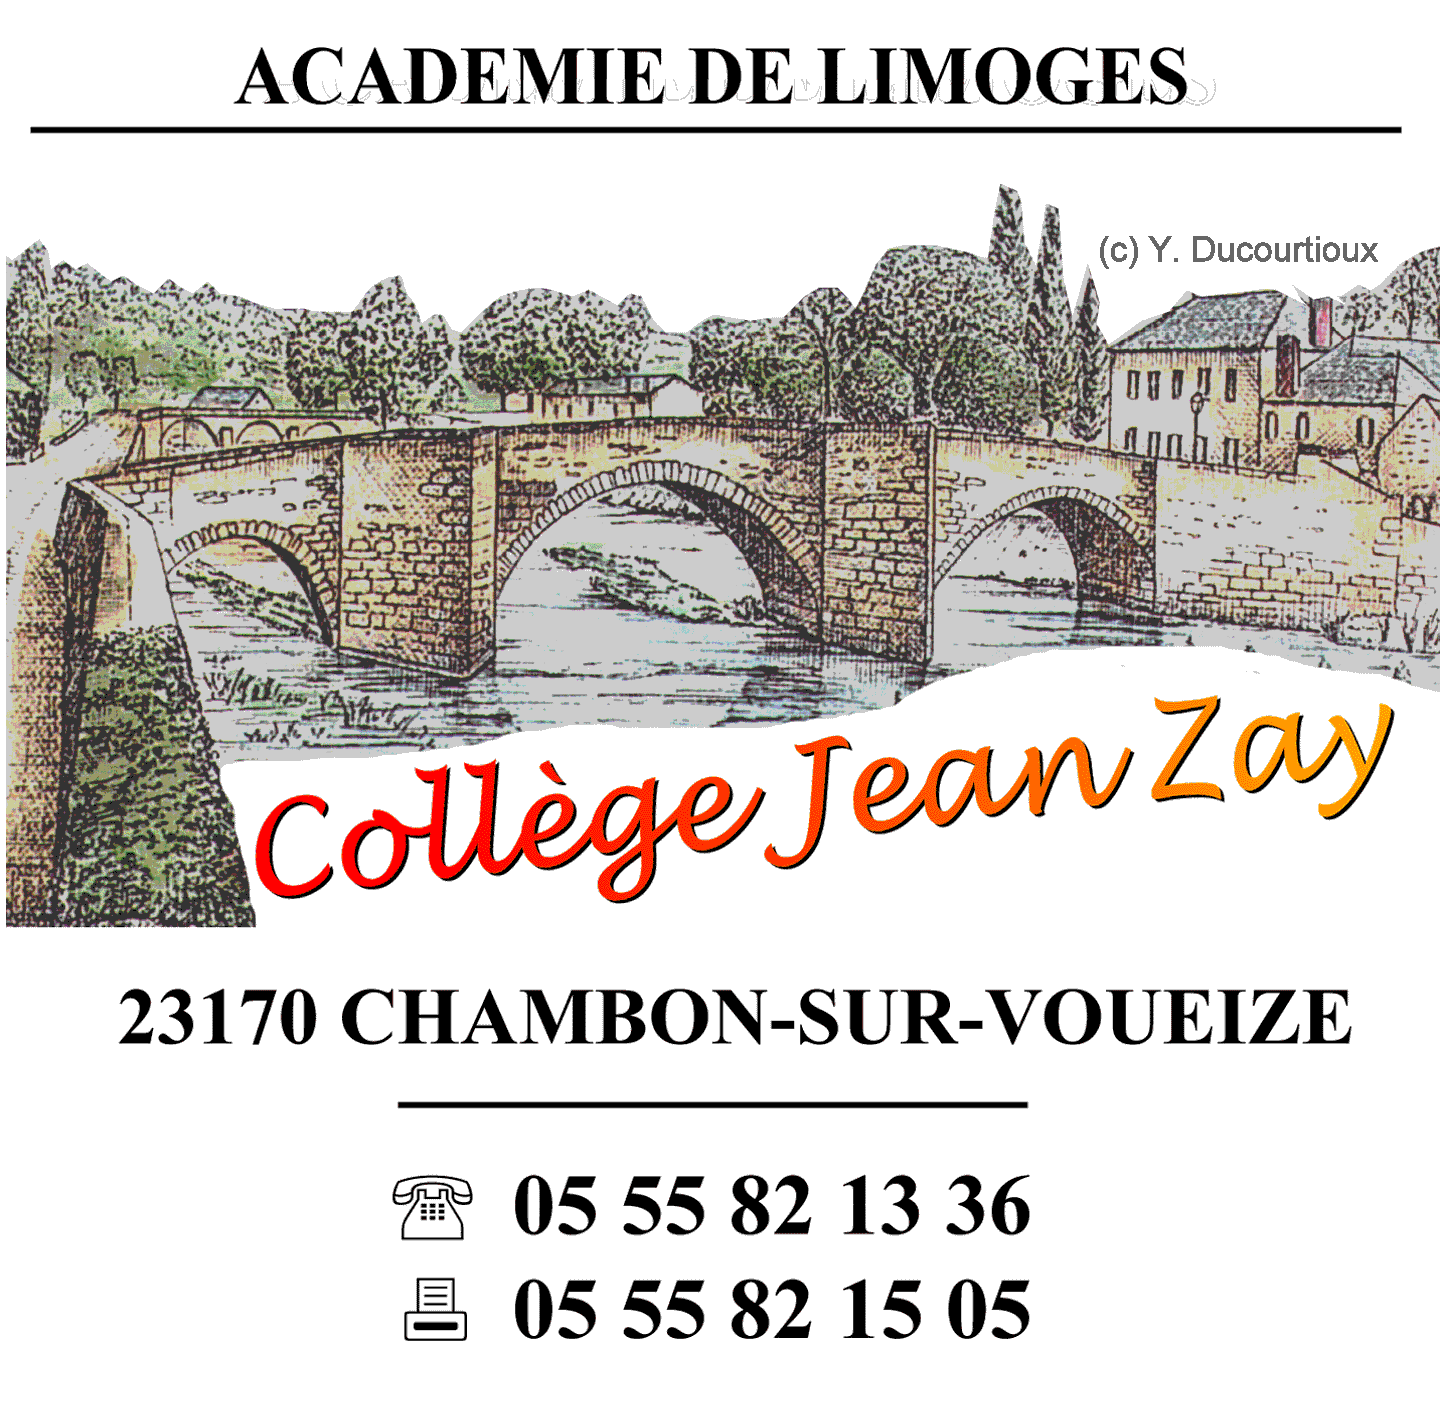 ACADEMIE DE LIMOGES
(c) Y. Ducourtioux
Collège Jean Zay
23170 CHAMBON-SUR-VOUEIZE
05 55 82 13 36
05 55 82 15 05